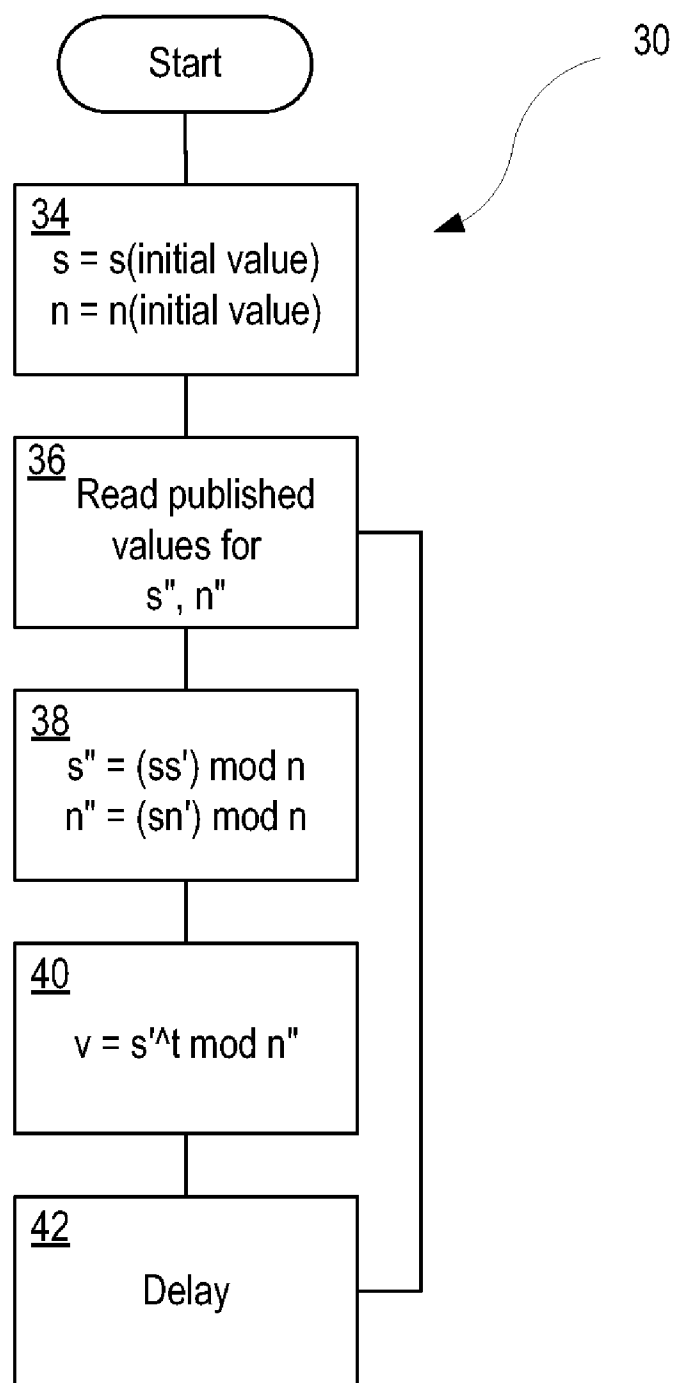 Start
30
34
s = s(initial value)
n = n(initial value)
36
Read published
values for
s", n"
38
s" = (ss') mod n
n" = (sn') mod n
40
v = s'^t mod n"
42
Delay